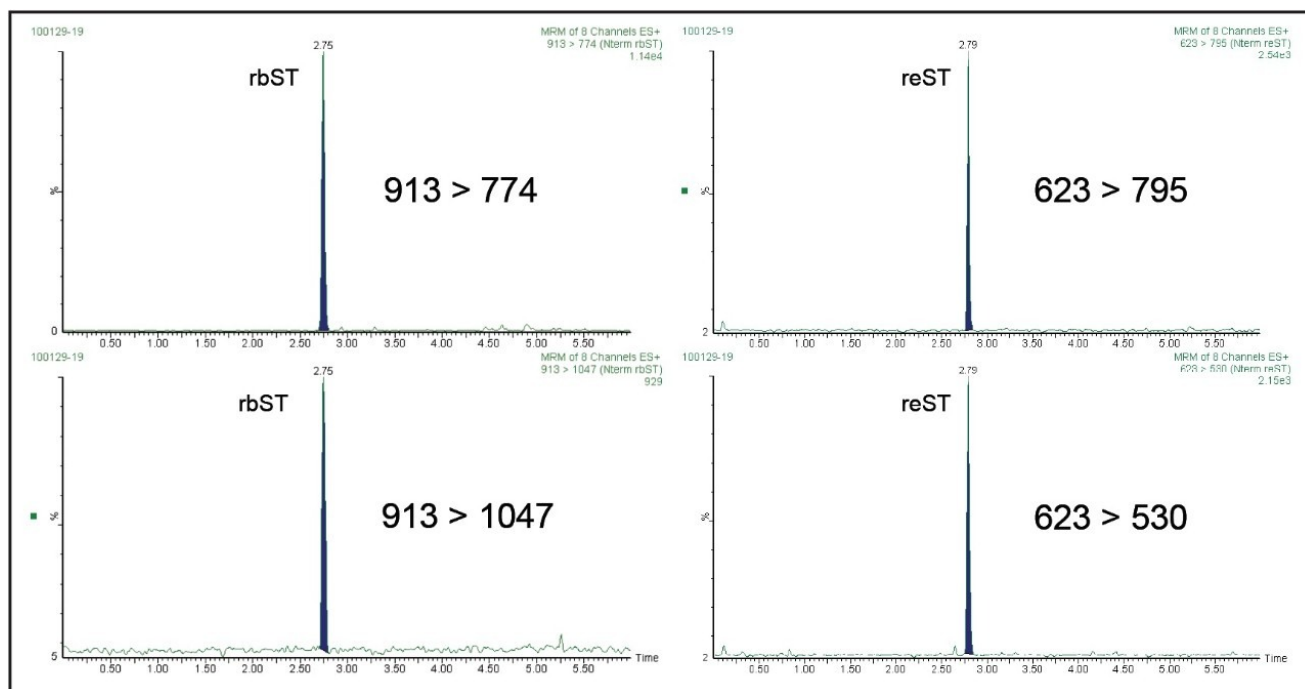 100129-19
MRM of 8 Channels ES+
913 > 774 (Nterm rbST)
1.14e4
2.75
rbST
913 > 774
%
0
0.50 1.00 1.50 2.00 2.50 3.00 3.50 4.00 4.50 5.00 5.50
100129-19
MRM of 8 Channels ES+
623 > 795 (Nterm reST)
2.54e3
2.79
reST
623 > 795
%
2
0.50 1.00 1.50 2.00 2.50 3.00 3.50 4.00 4.50 5.00 5.50
100129-19
MRM of 8 Channels ES+
913 > 1047 (Nterm rbST)
929
2.75
rbST
913 > 1047
%
5
Time
0.50 1.00 1.50 2.00 2.50 3.00 3.50 4.00 4.50 5.00 5.50
100129-19
MRM of 8 Channels ES+
623 > 530 (Nterm reST)
2.15e3
2.79
reST
623 > 530
%
2
Time
0.50 1.00 1.50 2.00 2.50 3.00 3.50 4.00 4.50 5.00 5.50